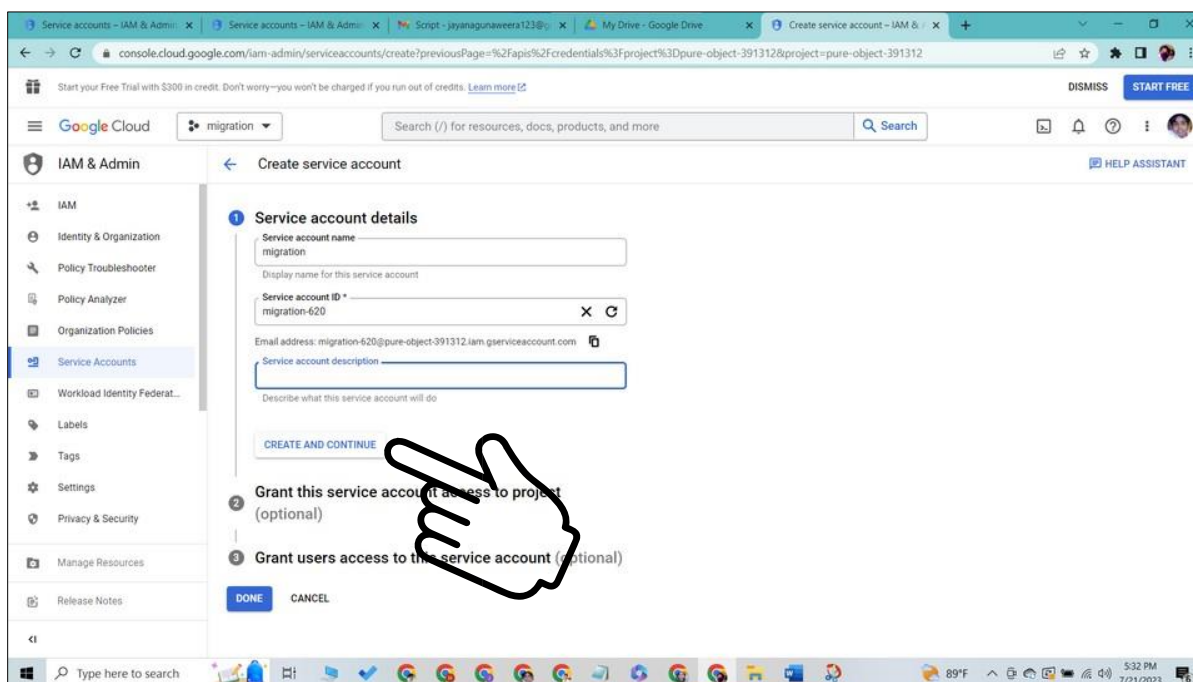 Service accounts – IAM & Admin
Service accounts – IAM & Admin
Script - jayanagunaweera123@g
My Drive - Google Drive
Create service account – IAM &
console.cloud.google.com/iam-admin/serviceaccounts/create?previousPage=%2Fapis%2Fcredentials%3Fproject%3Dpure-object-391312&project=pure-object-391312
Start your Free Trial with $300 in credit. Don't worry—you won't be charged if you run out of credits. Learn more
DISMISS
START FREE
Google Cloud
migration
Search (/) for resources, docs, products, and more
Search
IAM & Admin
Create service account
HELP ASSISTANT
IAM
Identity & Organization
Policy Troubleshooter
Policy Analyzer
Organization Policies
Service Accounts
Workload Identity Federat...
Labels
Tags
Settings
Privacy & Security
Manage Resources
Release Notes
1
Service account details
Service account name
migration
Display name for this service account
Service account ID *
migration-620
Email address: migration-620@pure-object-391312.iam.gserviceaccount.com
Service account description
Describe what this service account will do
CREATE AND CONTINUE
2
Grant this service account access to project
(optional)
3
Grant users access to this service account (optional)
DONE
CANCEL
Type here to search
89°F
5:32 PM
7/21/2023